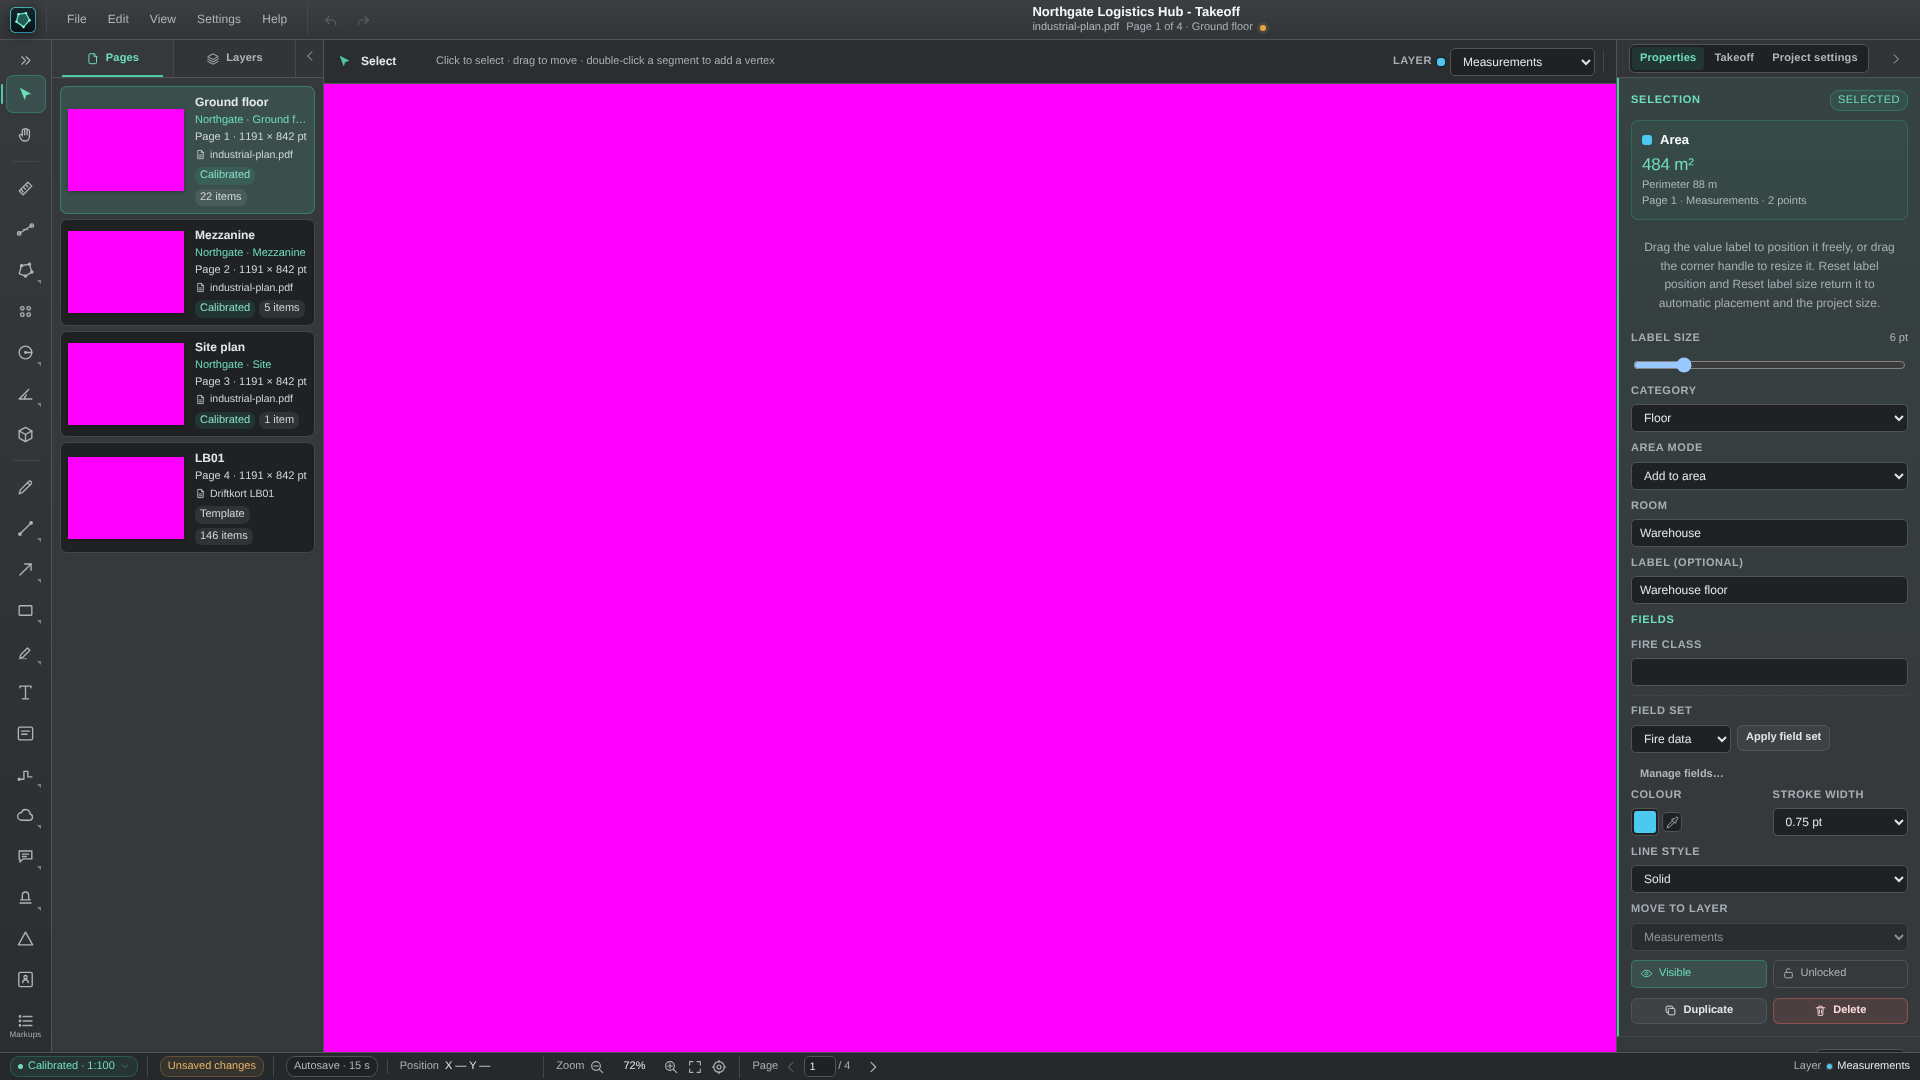 File Edit View Settings Help
Northgate Logistics Hub - Takeoff
industrial-plan.pdf Page 1 of 4 · Ground floor
Pages Layers
Ground floor
Northgate · Ground f...
Page 1 · 1191 × 842 pt
industrial-plan.pdf
Calibrated
22 items
Mezzanine
Northgate · Mezzanine
Page 2 · 1191 × 842 pt
industrial-plan.pdf
Calibrated 5 items
Site plan
Northgate · Site
Page 3 · 1191 × 842 pt
industrial-plan.pdf
Calibrated 1 item
LB01
Page 4 · 1191 × 842 pt
Driftkort LB01
Template
146 items
Markups
Select Click to select · drag to move · double-click a segment to add a vertex LAYER Measurements
Properties Takeoff Project settings
SELECTION SELECTED
Area
484 m²
Perimeter 88 m
Page 1 · Measurements · 2 points
Drag the value label to position it freely, or drag
the corner handle to resize it. Reset label
position and Reset label size return it to
automatic placement and the project size.
LABEL SIZE 6 pt
CATEGORY
Floor
AREA MODE
Add to area
ROOM
Warehouse
LABEL (OPTIONAL)
Warehouse floor
FIELDS
FIRE CLASS
FIELD SET
Fire data Apply field set
Manage fields...
COLOUR STROKE WIDTH
0.75 pt
LINE STYLE
Solid
MOVE TO LAYER
Measurements
Visible Unlocked
Duplicate Delete
Calibrated · 1:100 Unsaved changes Autosave · 15 s Position X — Y — Zoom 72% Page 1 / 4 Layer Measurements